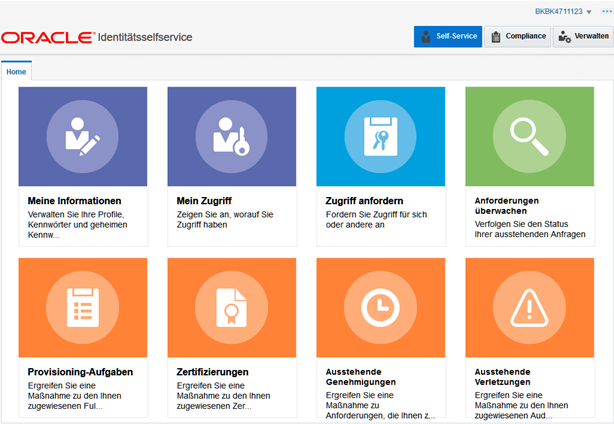 BKBK4711123
ORACLE® Identitätsselfservice
Self-Service Compliance Verwalten
Home
Meine Informationen
Verwalten Sie Ihre Profile,
Kennwörter und geheimen
Kennw...
Mein Zugriff
Zeigen Sie an, worauf Sie
Zugriff haben
Zugriff anfordern
Fordern Sie Zugriff für sich
oder andere an
Anforderungen
überwachen
Verfolgen Sie den Status
Ihrer ausstehenden Anfragen
Provisioning-Aufgaben
Ergreifen Sie eine
Maßnahme zu den Ihnen
zugewiesenen Ful...
Zertifizierungen
Ergreifen Sie eine
Maßnahme zu den Ihnen
zugewiesenen Zer...
Ausstehende
Genehmigungen
Ergreifen Sie eine
Maßnahme zu
Anforderungen, die Ihnen z...
Ausstehende
Verletzungen
Ergreifen Sie eine
Maßnahme zu den Ihnen
zugewiesenen Aud...